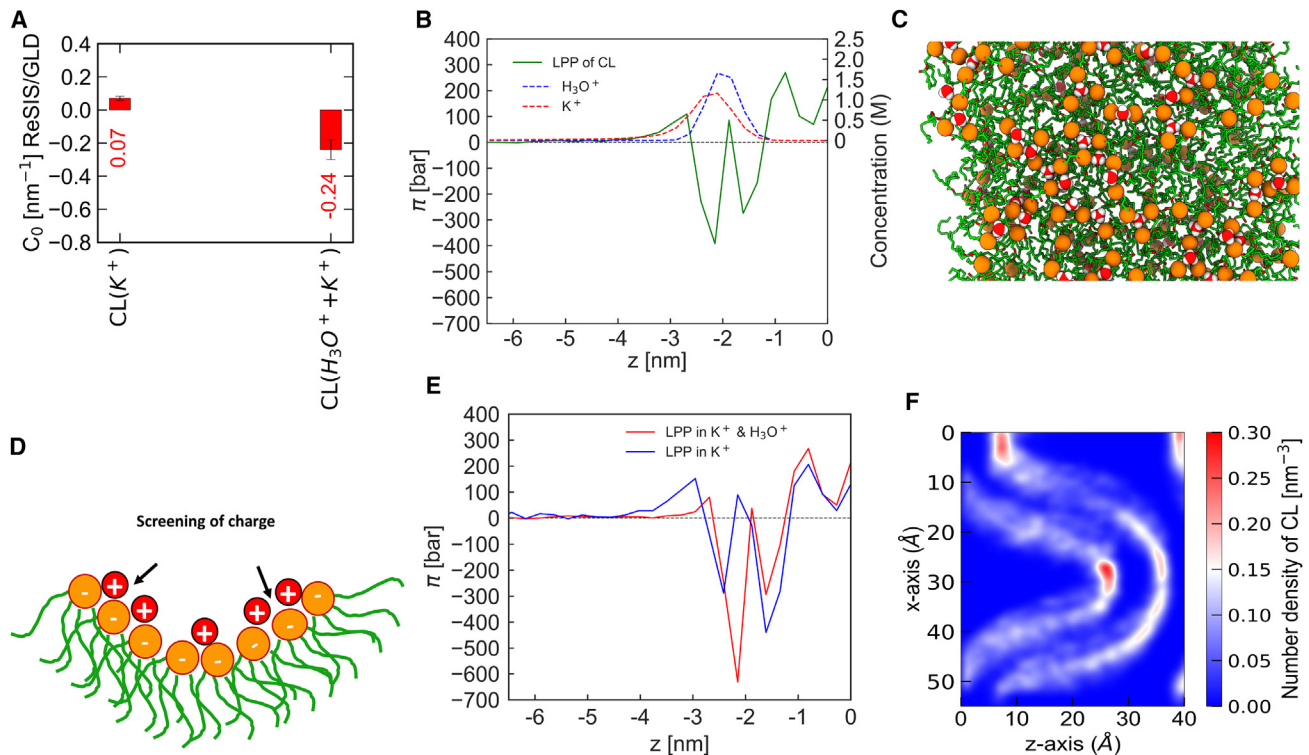 A
C₀ [nm⁻¹] ReSIS/GLD
0.4
0.2
0.0
−0.2
−0.4
−0.6
−0.8
0.07
-0.24
CL(K⁺)
CL(H₃O⁺+K⁺)
B
π [bar]
400
300
200
100
0
−100
−200
−300
−400
−500
−600
−700
LPP of CL
H₃O⁺
K⁺
2.5
2.0
1.5
1.0
0.5
0
Concentration (M)
-6 -5 -4 -3 -2 -1 0
z [nm]
C
D
Screening of charge
+ + + + +
- - - - - - - -
E
π [bar]
400
300
200
100
0
−100
−200
−300
−400
−500
−600
−700
LPP in K⁺ & H₃O⁺
LPP in K⁺
-6 -5 -4 -3 -2 -1 0
z [nm]
F
x-axis (Å)
0
10
20
30
40
50
0 10 20 30 40
z-axis (Å)
0.30
0.25
0.20
0.15
0.10
0.05
0.00
Number density of CL [nm⁻³]